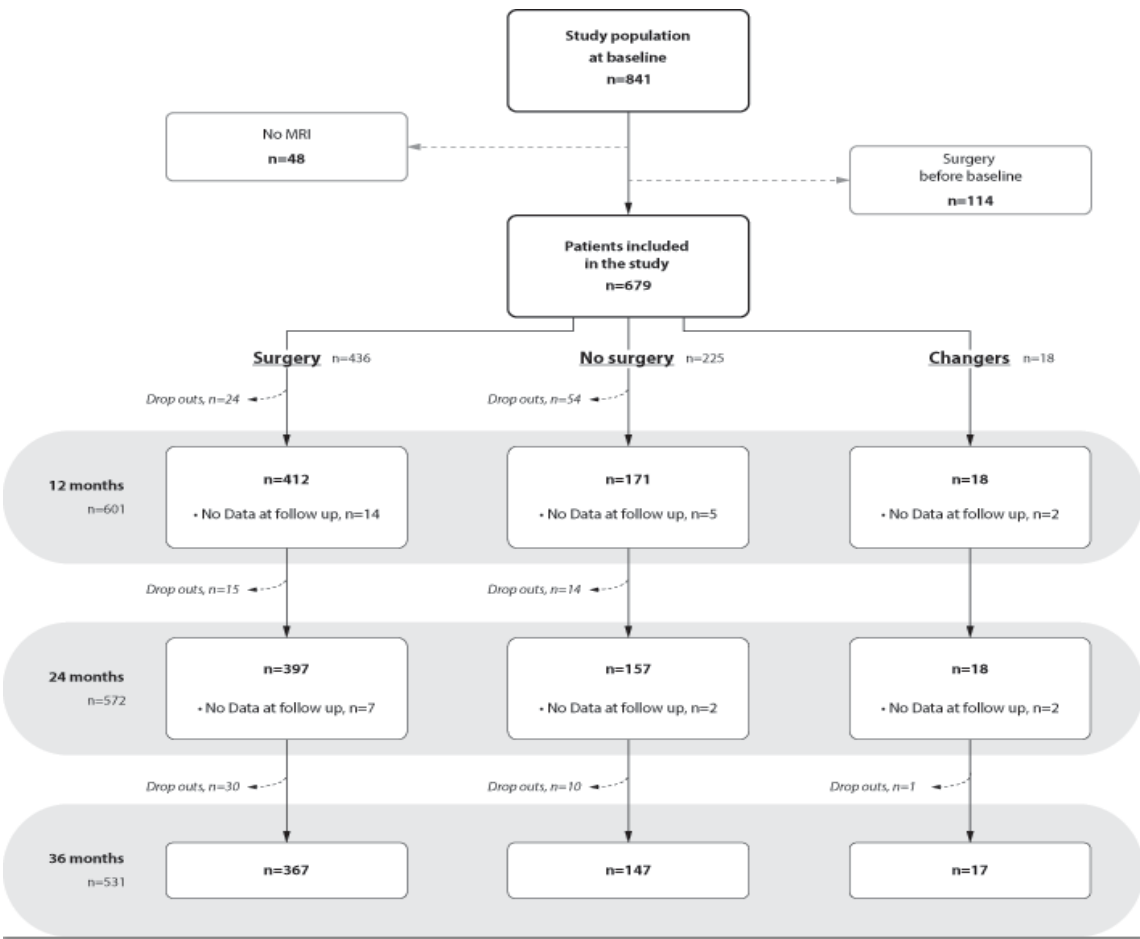 Study population
at baseline
n=841
No MRI
n=48
Surgery
before baseline
n=114
Patients included
in the study
n=679
Surgery n=436
No surgery n=225
Changers n=18
Drop outs, n=24
Drop outs, n=54
12 months
n=601
n=412
• No Data at follow up, n=14
n=171
• No Data at follow up, n=5
n=18
• No Data at follow up, n=2
Drop outs, n=15
Drop outs, n=14
24 months
n=572
n=397
• No Data at follow up, n=7
n=157
• No Data at follow up, n=2
n=18
• No Data at follow up, n=2
Drop outs, n=30
Drop outs, n=10
Drop outs, n=1
36 months
n=531
n=367
n=147
n=17